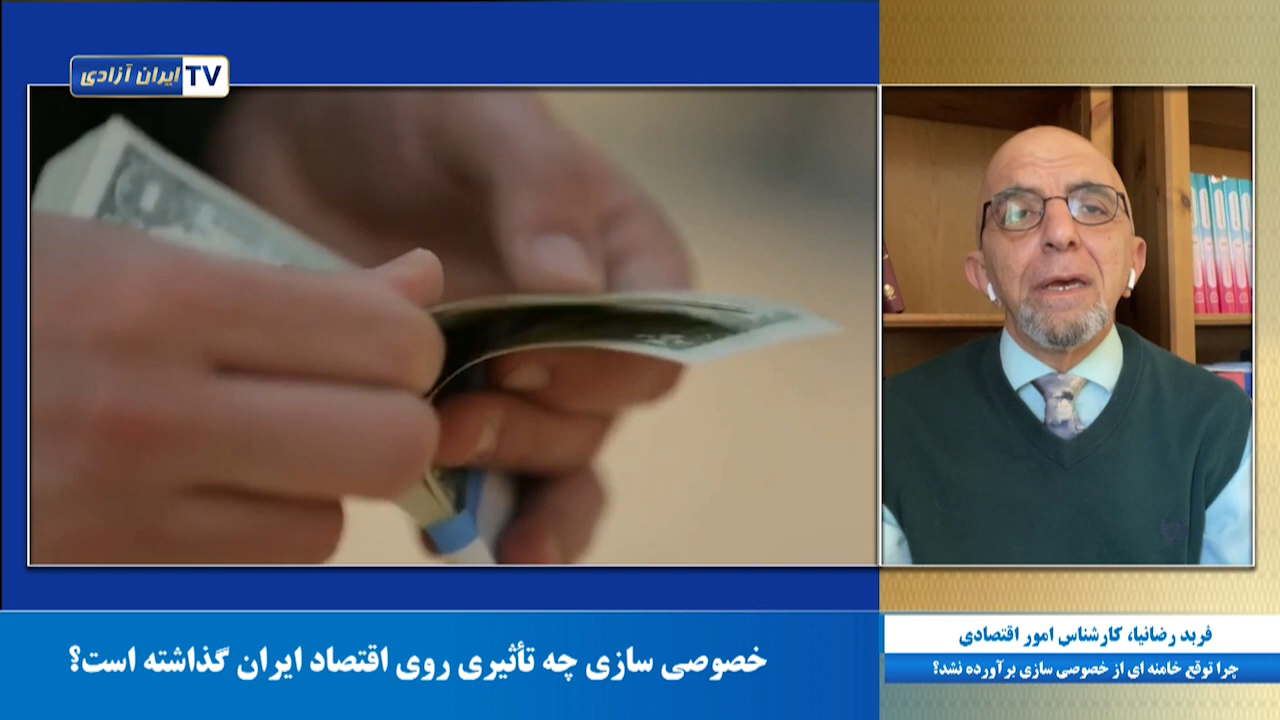 ایران آزادی TV
فربد رضانیا، کارشناس امور اقتصادی
چرا توقع خامنه ای از خصوصی سازی برآورده نشد؟
خصوصی سازی چه تأثیری روی اقتصاد ایران گذاشته است؟